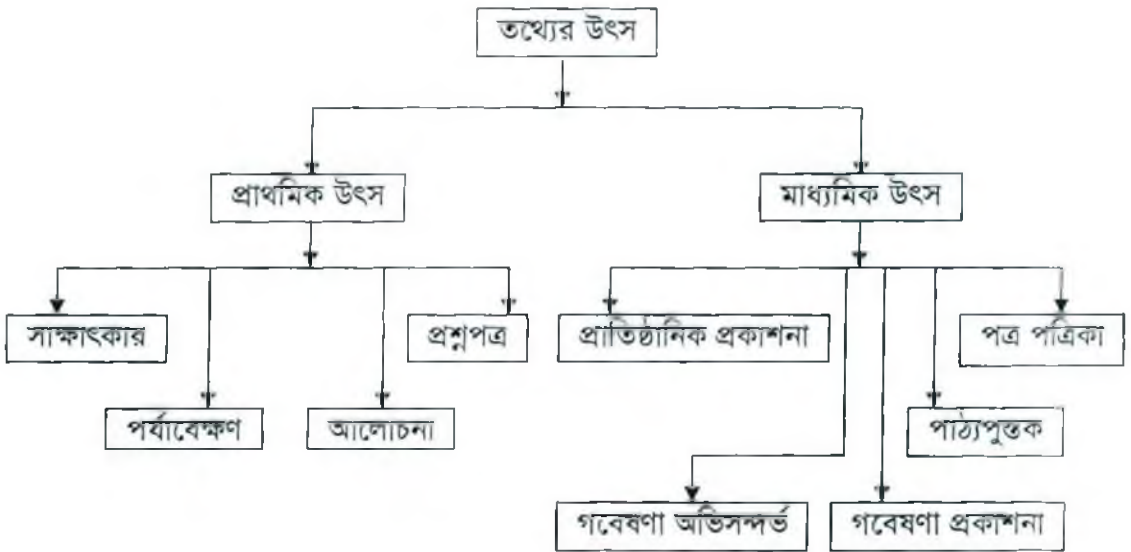 তথ্যের উৎস
প্রাথমিক উৎস
মাধ্যমিক উৎস
সাক্ষাৎকার
প্রশ্নপত্র
প্রাতিষ্ঠানিক প্রকাশনা
পত্র পত্রিকা
পর্যাবেক্ষণ
আলোচনা
পাঠ্যপুস্তক
গবেষণা অভিসন্দর্ভ
গবেষণা প্রকাশনা